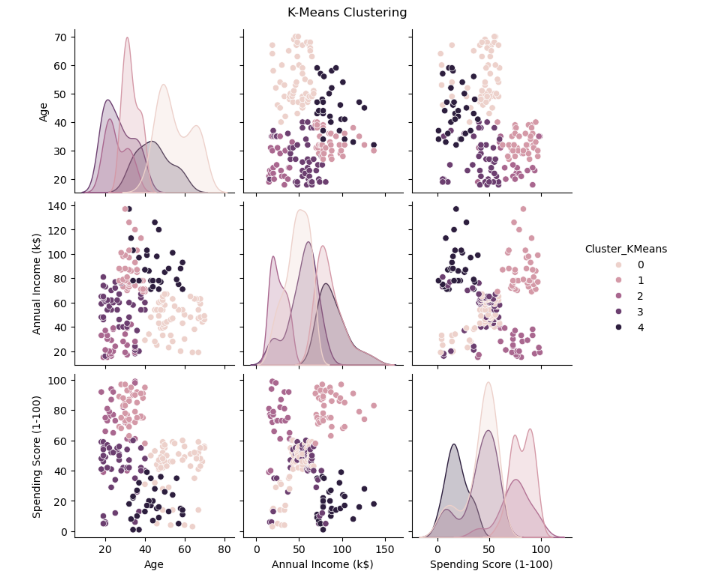 K-Means Clustering
70
60
50
40
30
20
Age
140
120
100
80
60
40
20
Annual Income (k$)
Cluster_KMeans
0
1
2
3
4
100
80
60
40
20
0
Spending Score (1-100)
20 40 60 80
0 50 100 150
0 50 100
Age
Annual Income (k$)
Spending Score (1-100)